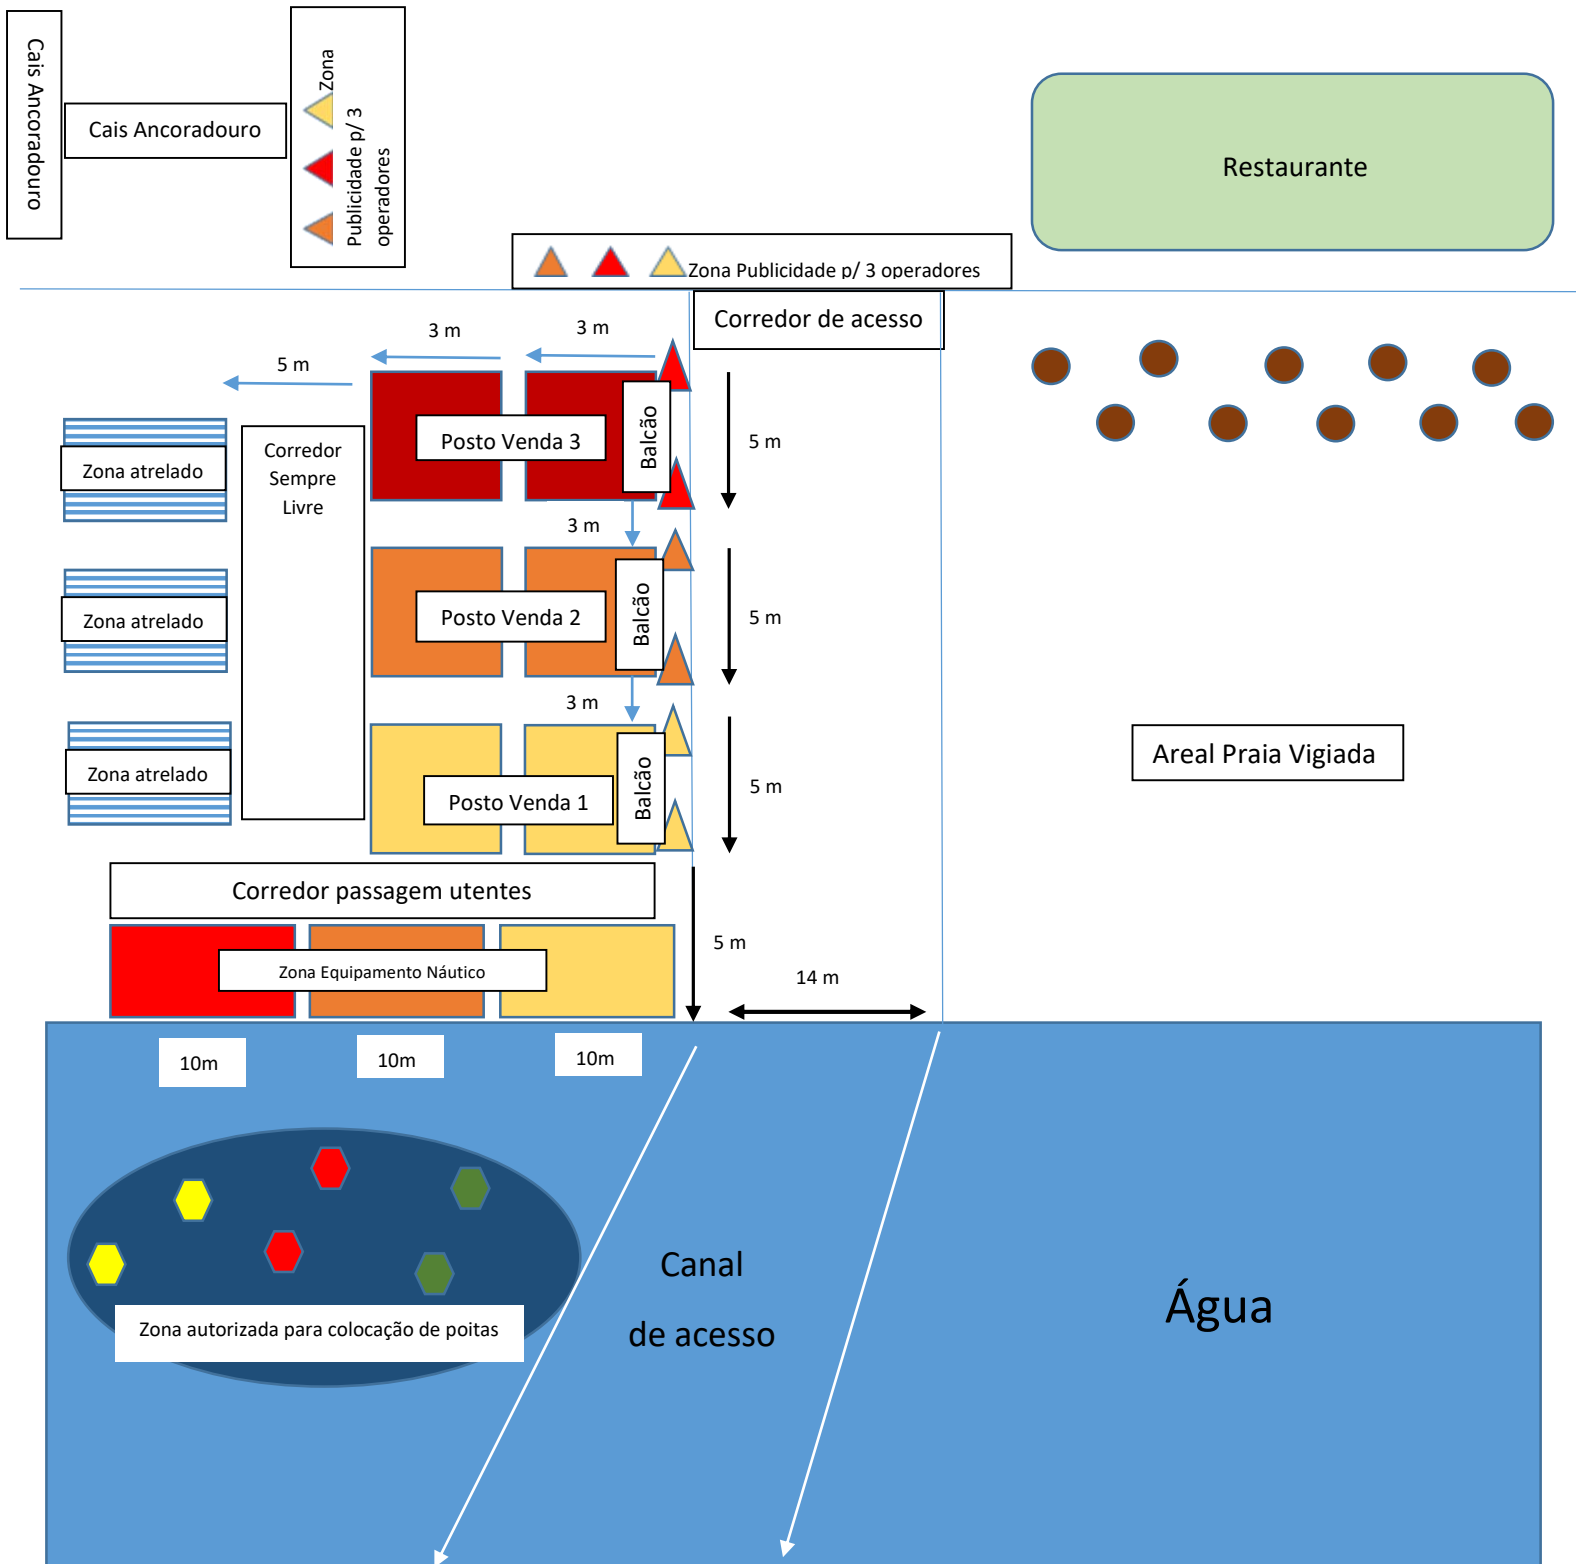 Cais Ancoradouro
Cais Ancoradouro
Zona
Publicidade p/ 3
operadores
Restaurante
Zona Publicidade p/ 3 operadores
Corredor de acesso
3 m
3 m
5 m
Posto Venda 3
Balcão
5 m
Zona atrelado
Corredor
Sempre
Livre
3 m
Posto Venda 2
Balcão
5 m
Zona atrelado
3 m
Posto Venda 1
Balcão
5 m
Zona atrelado
Areal Praia Vigiada
Corredor passagem utentes
5 m
Zona Equipamento Náutico
14 m
10m
10m
10m
Zona autorizada para colocação de poitas
Canal
de acesso
Água